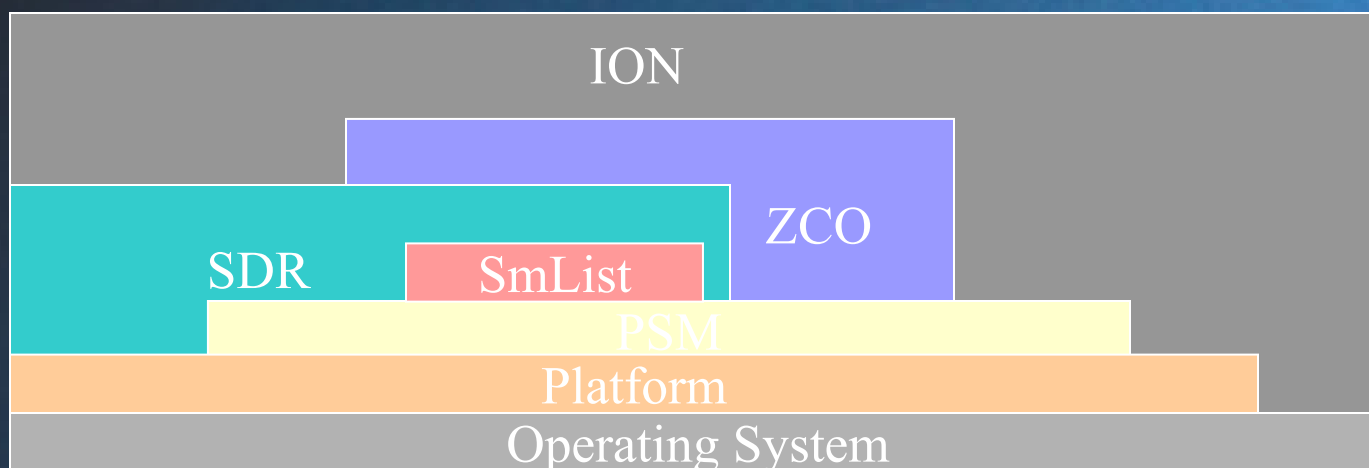 ION
ZCO
SDR
SmList
PSM
Platform
Operating System